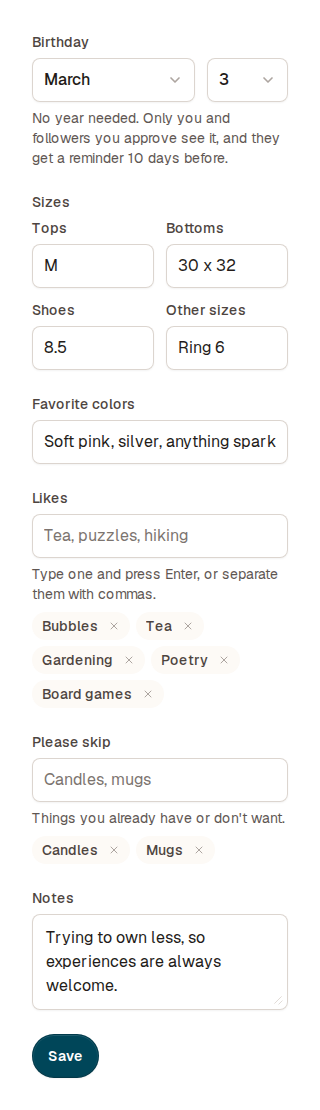 Birthday
March 3
No year needed. Only you and
followers you approve see it, and they
get a reminder 10 days before.
Sizes
Tops Bottoms
M 30 x 32
Shoes Other sizes
8.5 Ring 6
Favorite colors
Soft pink, silver, anything spark
Likes
Tea, puzzles, hiking
Type one and press Enter, or separate
them with commas.
Bubbles × Tea ×
Gardening × Poetry ×
Board games ×
Please skip
Candles, mugs
Things you already have or don't want.
Candles × Mugs ×
Notes
Trying to own less, so
experiences are always
welcome.
Save